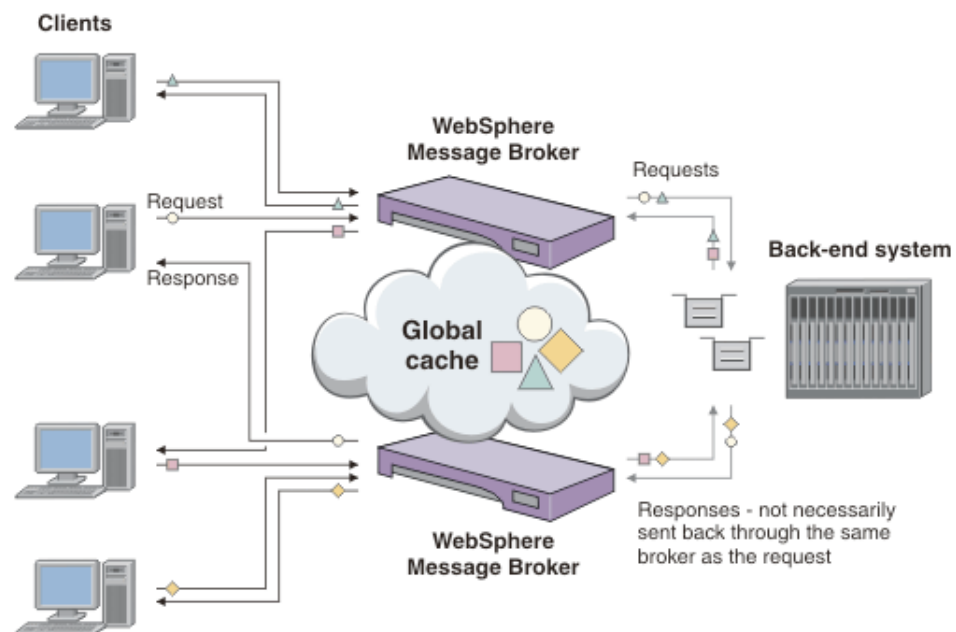 Clients
WebSphere
Message Broker
Requests
Request
Back-end system
Response
Global
cache
Responses - not necessarily
sent back through the same
broker as the request
WebSphere
Message Broker